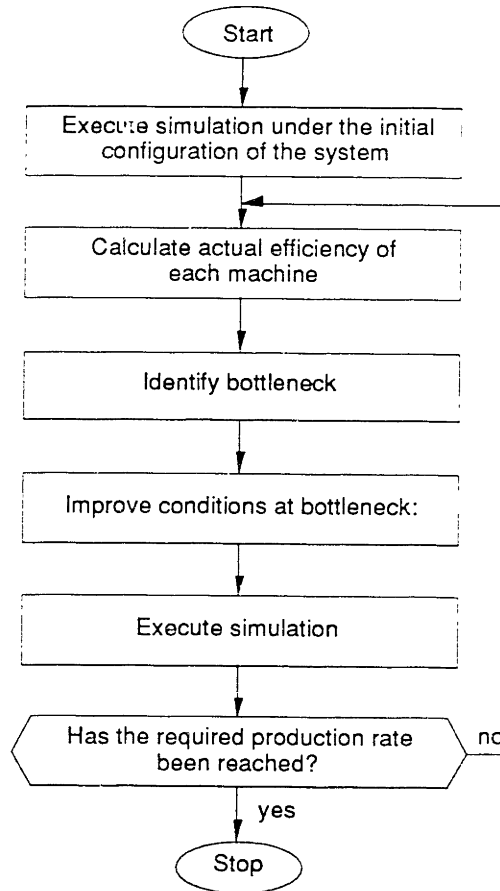 Start
Execute simulation under the initial
configuration of the system
Calculate actual efficiency of
each machine
Identify bottleneck
Improve conditions at bottleneck:
Execute simulation
Has the required production rate
been reached?
no
yes
Stop